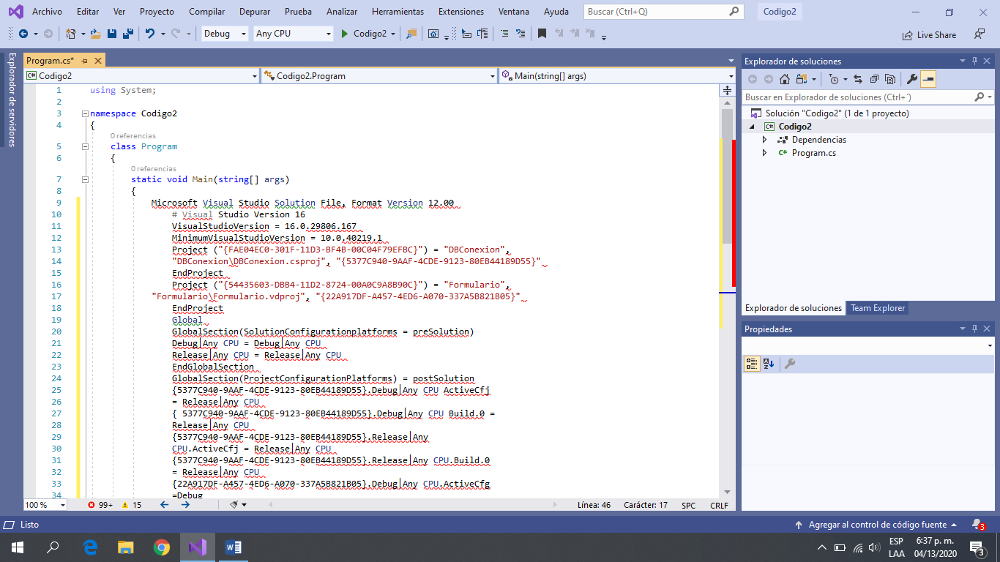 Archivo Editar Ver Proyecto Compilar Depurar Prueba Analizar Herramientas Extensiones Ventana Ayuda Buscar (Ctrl+Q) Codigo2
Debug Any CPU Codigo2 Live Share
Explorador de servidores
Program.cs*
Codigo2 Codigo2.Program Main(string[] args)
1 using System;
2
3 namespace Codigo2
4 {
0 referencias
5 class Program
6 {
0 referencias
7 static void Main(string[] args)
8 {
9 Microsoft Visual Studio Solution File, Format Version 12.00
10 # Visual Studio Version 16
11 VisualStudioVersion = 16.0.29806.167
12 MinimumVisualStudioVersion = 10.0.40219.1
13 Project ("{FAE04EC0-301F-11D3-BF4B-00C04F79EFBC}") = "DBConexion",
14 "DBConexion\DBConexion.csproj", "{5377C940-9AAF-4CDE-9123-80EB44189D55}"
15 EndProject
16 Project ("{54435603-DBB4-11D2-8724-00A0C9A8B90C}") = "Formulario",
17 "Formulario\Formulario.vdproj", "{22A917DF-A457-4ED6-A070-337A5B821B05}"
18 EndProject
19 Global
20 GlobalSection(SolutionConfigurationplatforms = preSolution)
21 Debug|Any CPU = Debug|Any CPU
22 Release|Any CPU = Release|Any CPU
23 EndGlobalSection
24 GlobalSection(ProjectConfigurationPlatforms) = postSolution
25 {5377C940-9AAF-4CDE-9123-80EB44189D55}.Debug|Any CPU ActiveCfj
26 = Release|Any CPU
27 { 5377C940-9AAF-4CDE-9123-80EB44189D55}.Debug|Any CPU Build.0 =
28 Release|Any CPU
29 {5377C940-9AAF-4CDE-9123-80EB44189D55}.Release|Any
30 CPU.ActiveCfj = Release|Any CPU
31 {5377C940-9AAF-4CDE-9123-80EB44189D55}.Release|Any CPU.Build.0
32 = Release|Any CPU
33 {22A917DF-A457-4ED6-A070-337A5B821B05}.Debug|Any CPU.ActiveCfg
34 =Debug
100 % 99+ 15 Línea: 46 Carácter: 17 SPC CRLF
Explorador de soluciones
Buscar en Explorador de soluciones (Ctrl+´)
Solución "Codigo2" (1 de 1 proyecto)
C# Codigo2
Dependencias
C# Program.cs
Explorador de soluciones Team Explorer
Propiedades
Listo Agregar al control de código fuente 3
ESP
LAA
6:37 p. m.
04/13/2020
3